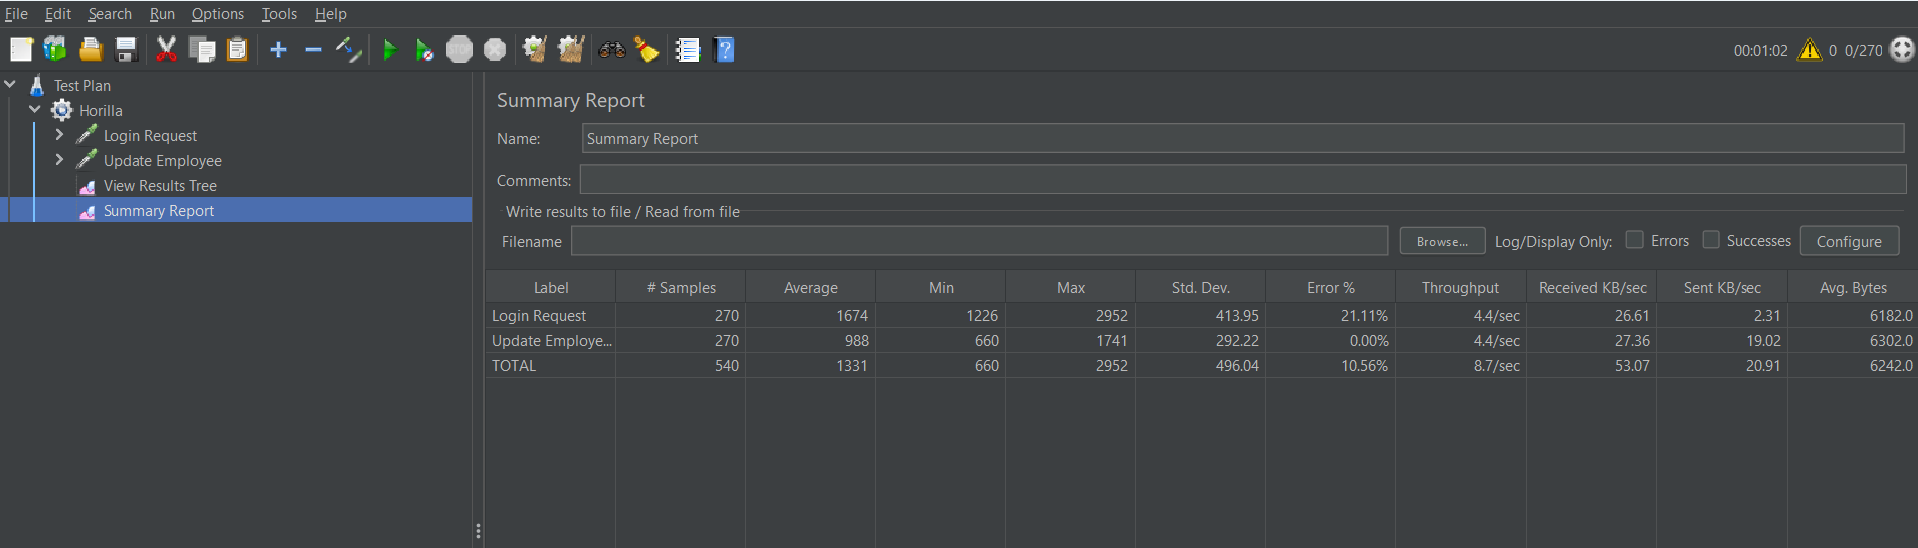 File Edit Search Run Options Tools Help
STOP
?
00:01:02 0 0/270
Test Plan
Horilla
Login Request
Update Employee
View Results Tree
Summary Report
Summary Report
Name: Summary Report
Comments:
Write results to file / Read from file
Filename Browse... Log/Display Only: Errors Successes Configure
Label # Samples Average Min Max Std. Dev. Error % Throughput Received KB/sec Sent KB/sec Avg. Bytes
Login Request 270 1674 1226 2952 413.95 21.11% 4.4/sec 26.61 2.31 6182.0
Update Employe... 270 988 660 1741 292.22 0.00% 4.4/sec 27.36 19.02 6302.0
TOTAL 540 1331 660 2952 496.04 10.56% 8.7/sec 53.07 20.91 6242.0